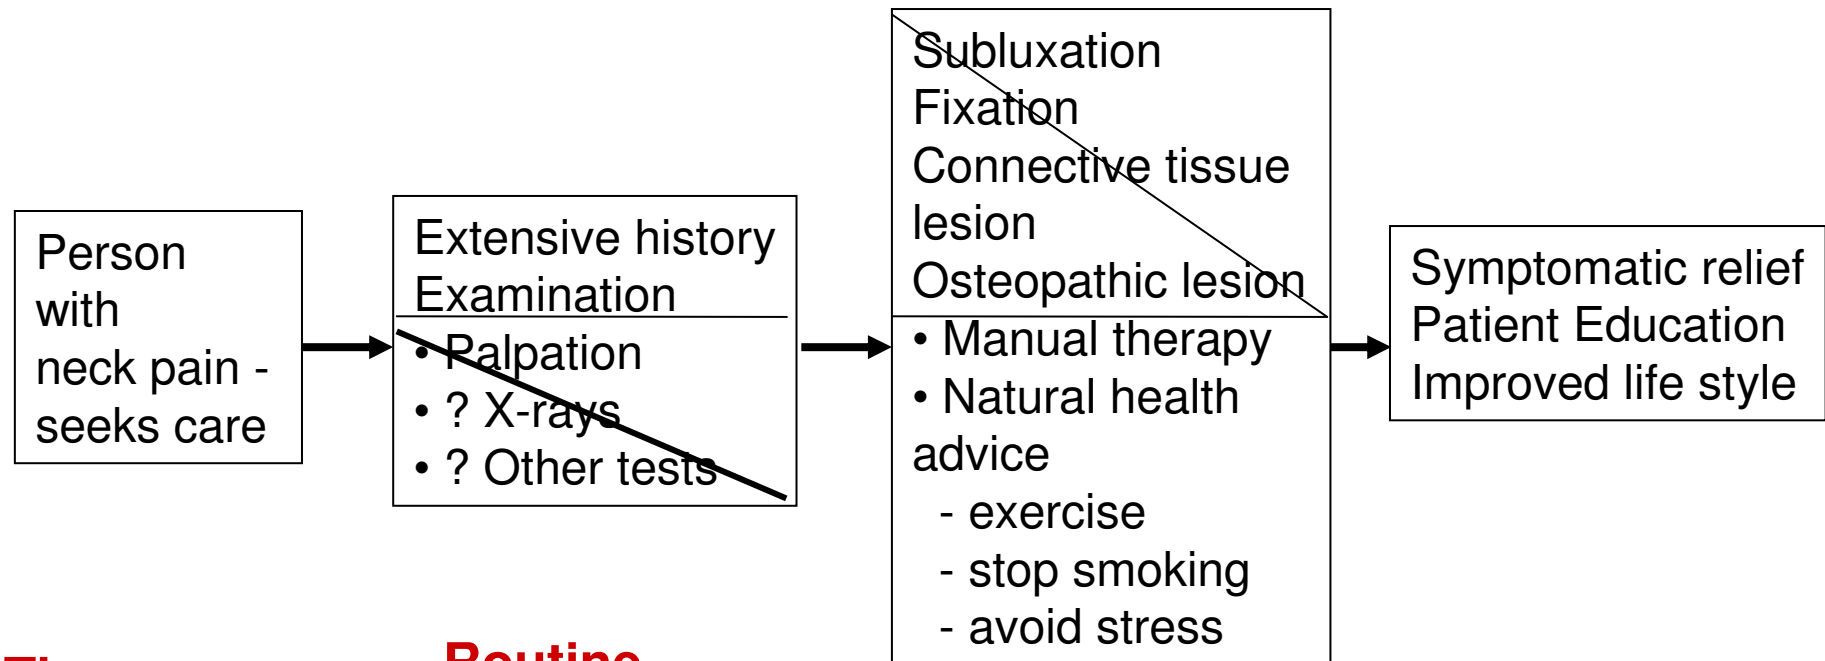 Person
with
neck pain -
seeks care
Extensive history
Examination
• Palpation
• ? X-rays
• ? Other tests
Subluxation
Fixation
Connective tissue
lesion
Osteopathic lesion
• Manual therapy
• Natural health
advice
- exercise
- stop smoking
- avoid stress
Symptomatic relief
Patient Education
Improved life style
Routine